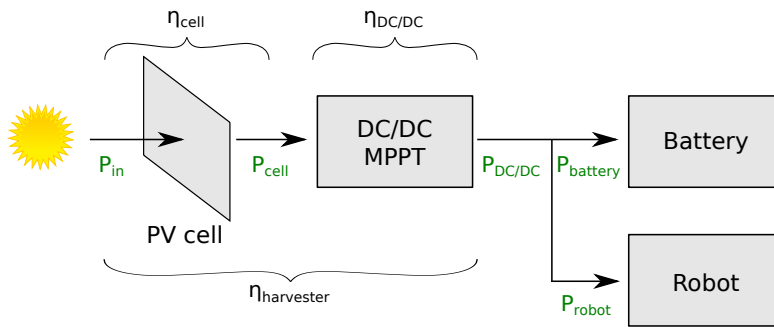 ηcell
ηDC/DC
DC/DC
MPPT
Battery
Pin
Pcell
PDC/DC
Pbattery
PV cell
Robot
ηharvester
Probot